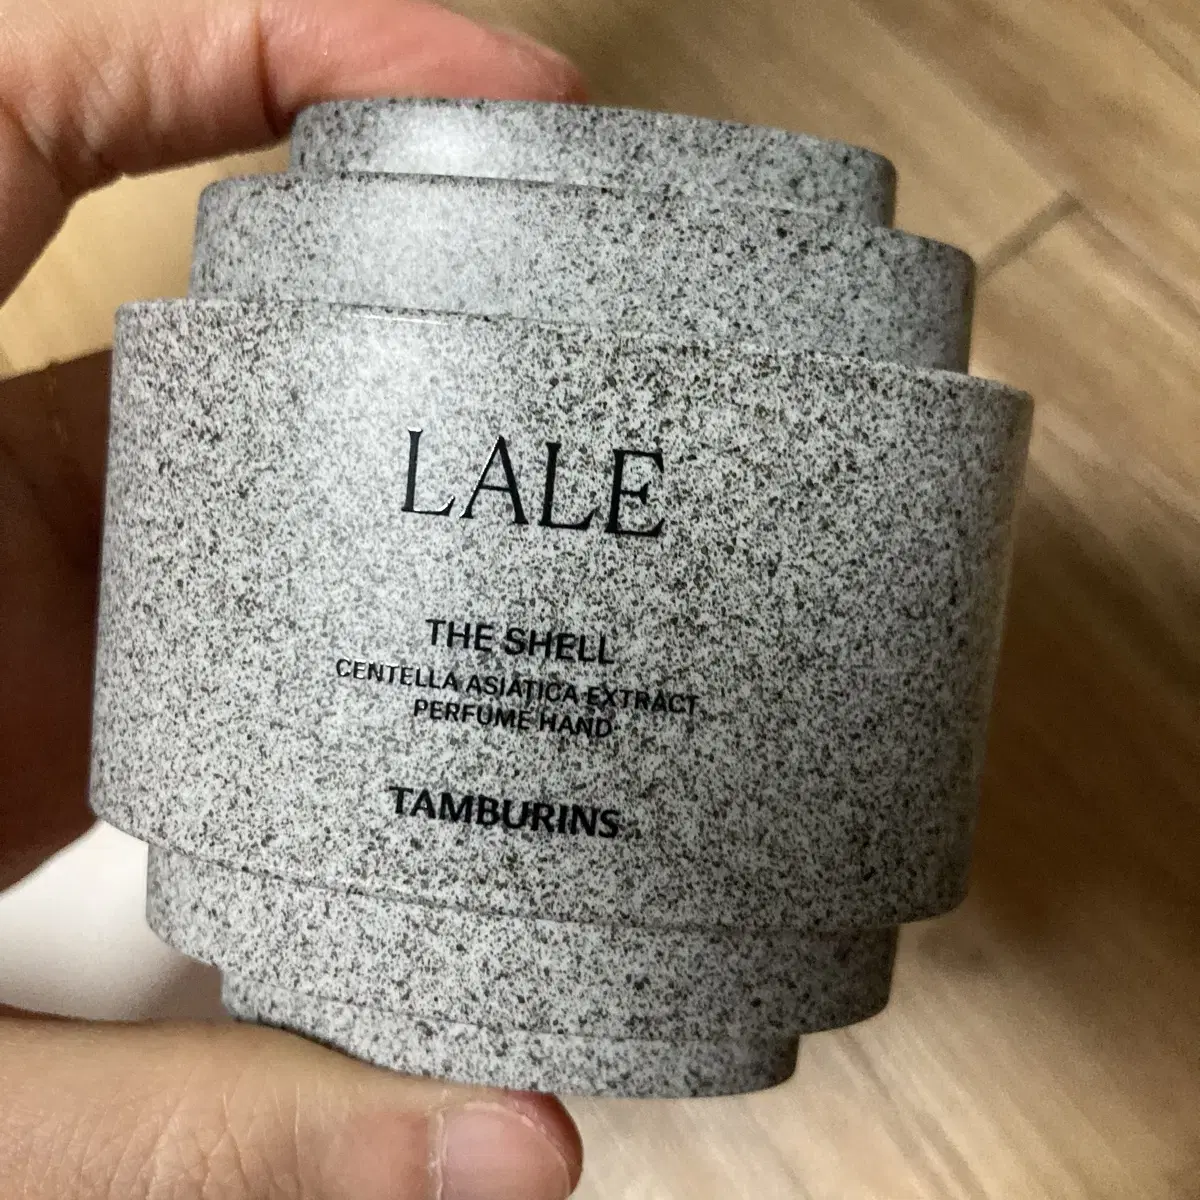 LALE
THE SHELL
CENTELLA ASIATICA EXTRACT
PERFUME HAND
TAMBURINS